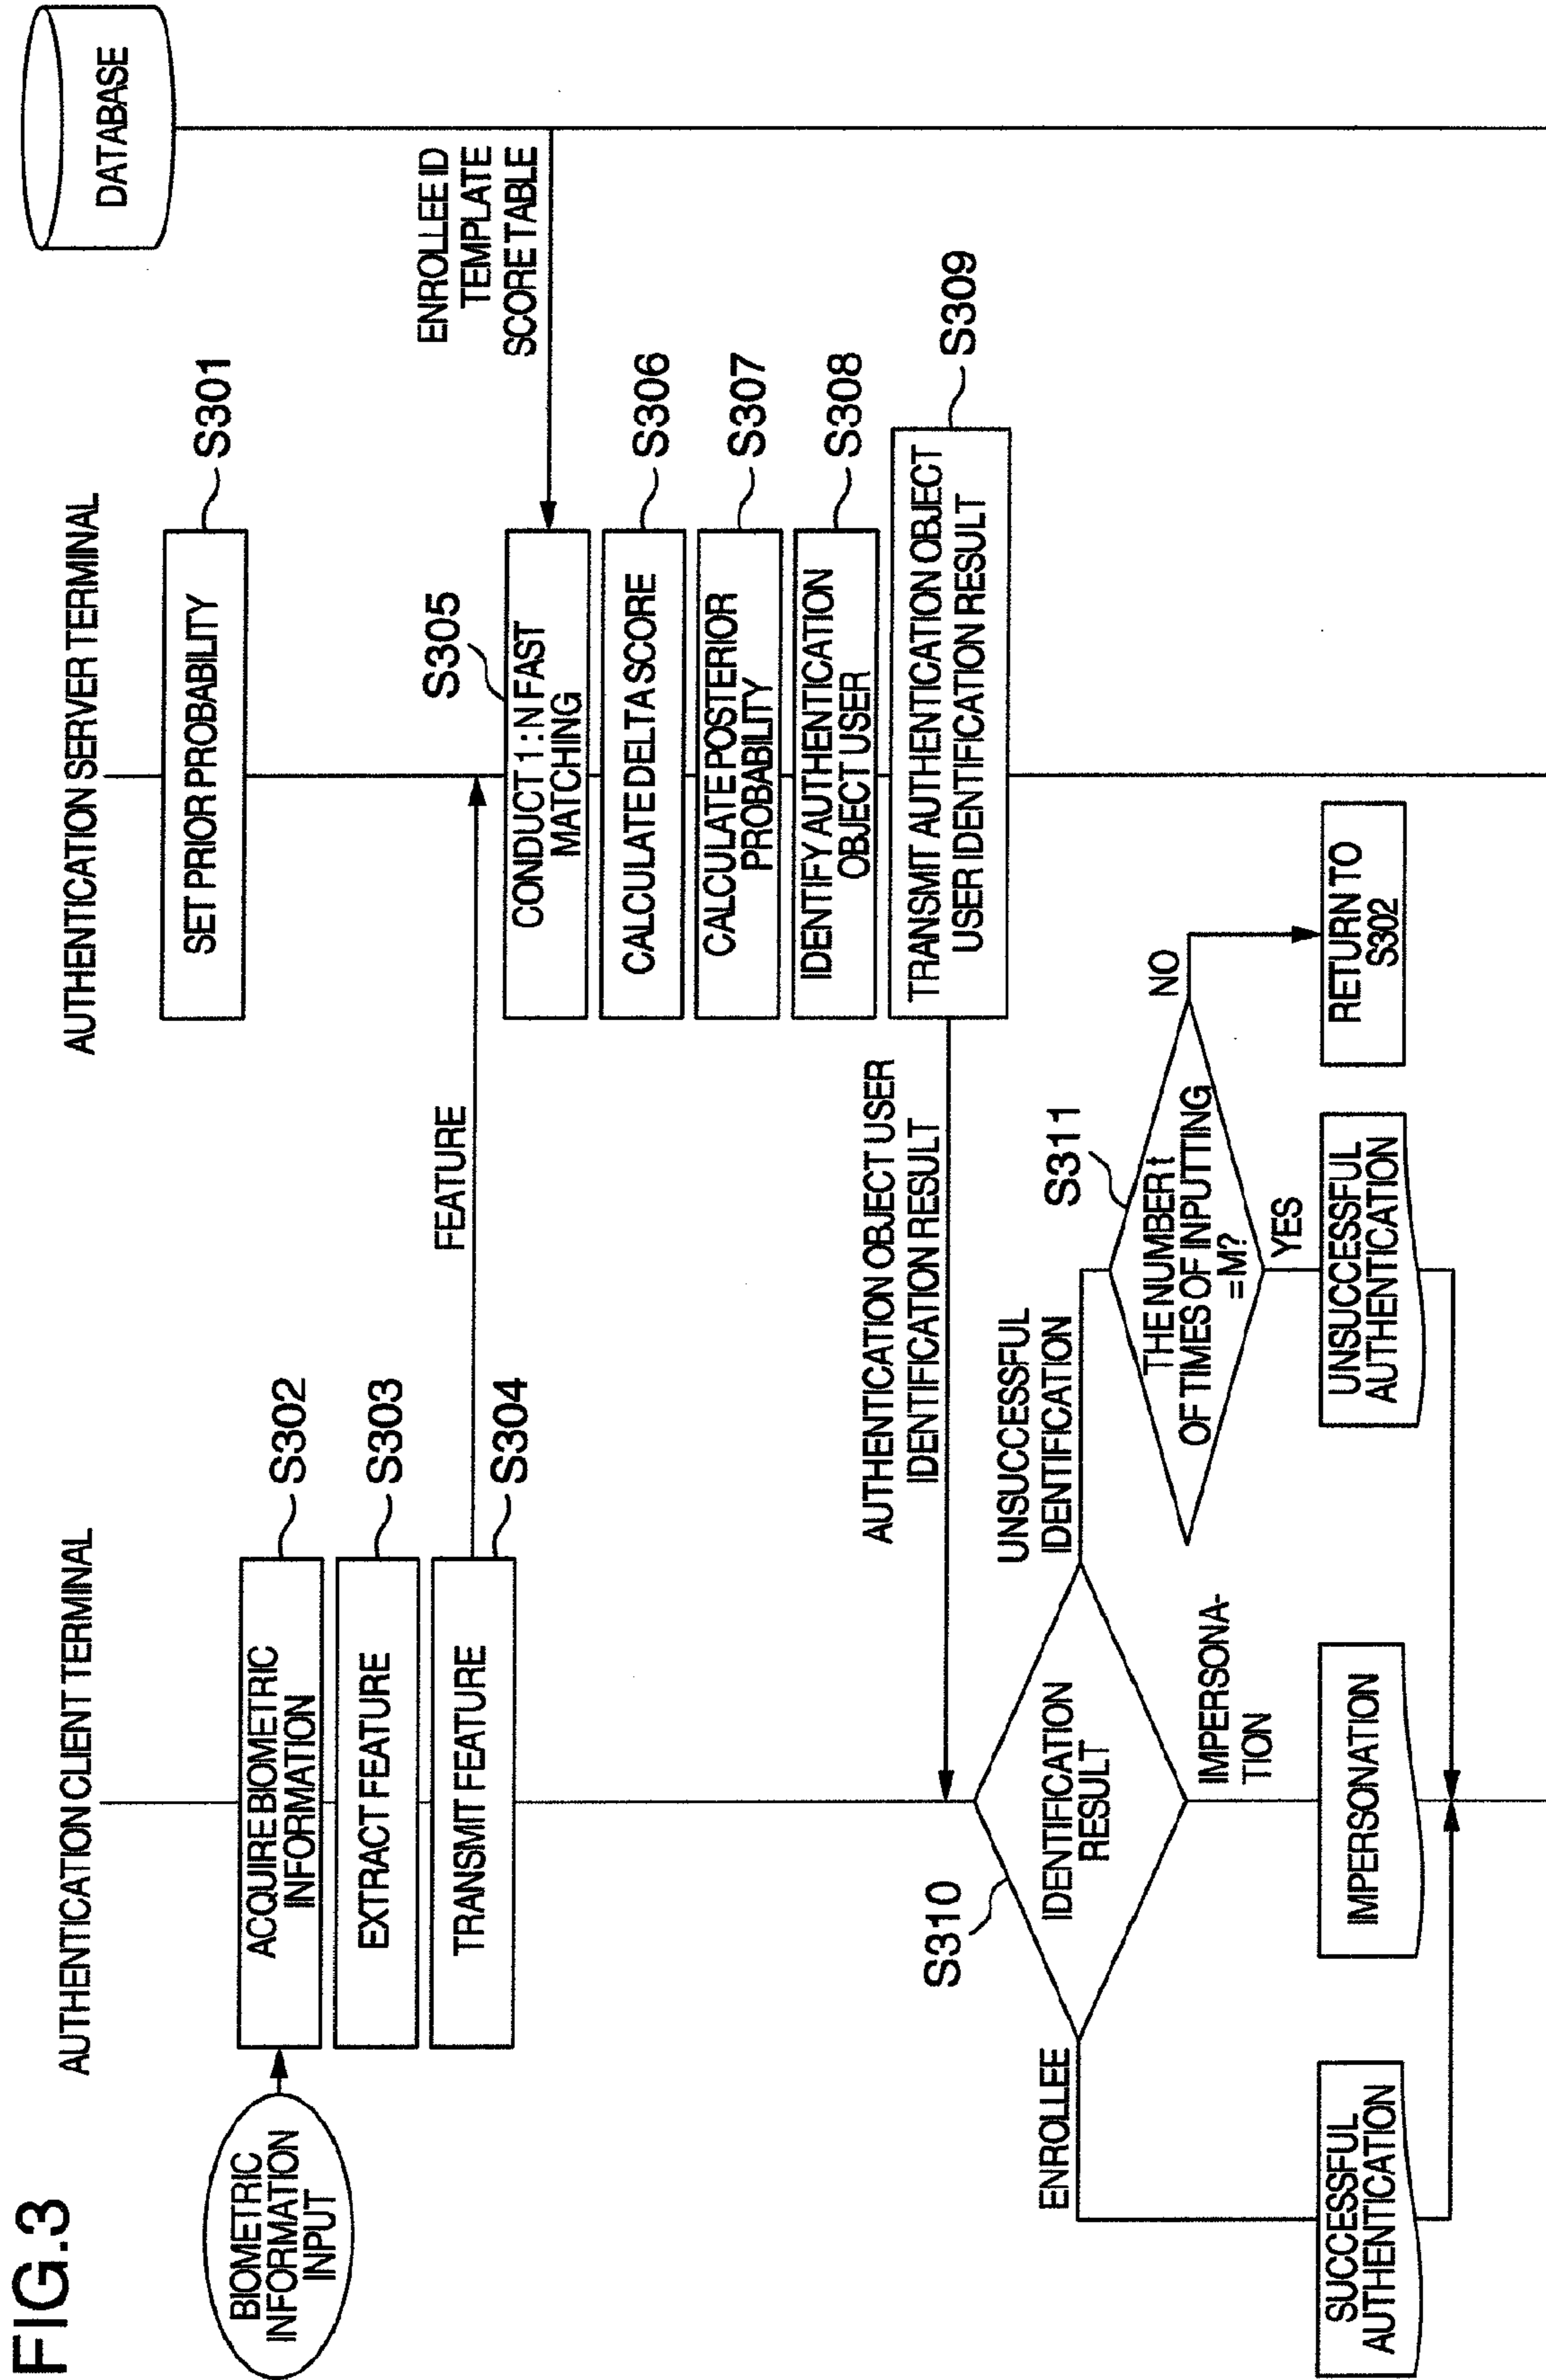 FIG.3
AUTHENTICATION CLIENT TERMINAL
AUTHENTICATION SERVER TERMINAL
DATABASE
SET PRIOR PROBABILITY
S301
BIOMETRIC
INFORMATION
INPUT
ACQUIRE BIOMETRIC
INFORMATION
S302
EXTRACT FEATURE
S303
TRANSMIT FEATURE
S304
FEATURE
ENROLLEE ID
TEMPLATE
SCORE TABLE
S305
CONDUCT 1 : N FAST
MATCHING
CALCULATE DELTA SCORE
S306
CALCULATE POSTERIOR
PROBABILITY
S307
IDENTIFY AUTHENTICATION
OBJECT USER
S308
TRANSMIT AUTHENTICATION OBJECT
USER IDENTIFICATION RESULT
S309
AUTHENTICATION OBJECT USER
IDENTIFICATION RESULT
S310
IDENTIFICATION
RESULT
ENROLLEE
IMPERSONA-
TION
UNSUCCESSFUL
IDENTIFICATION
S311
THE NUMBER t
OF TIMES OF INPUTTING
=M?
NO
YES
SUCCESSFUL
AUTHENTICATION
IMPERSONATION
UNSUCCESSFUL
AUTHENTICATION
RETURN TO
S302